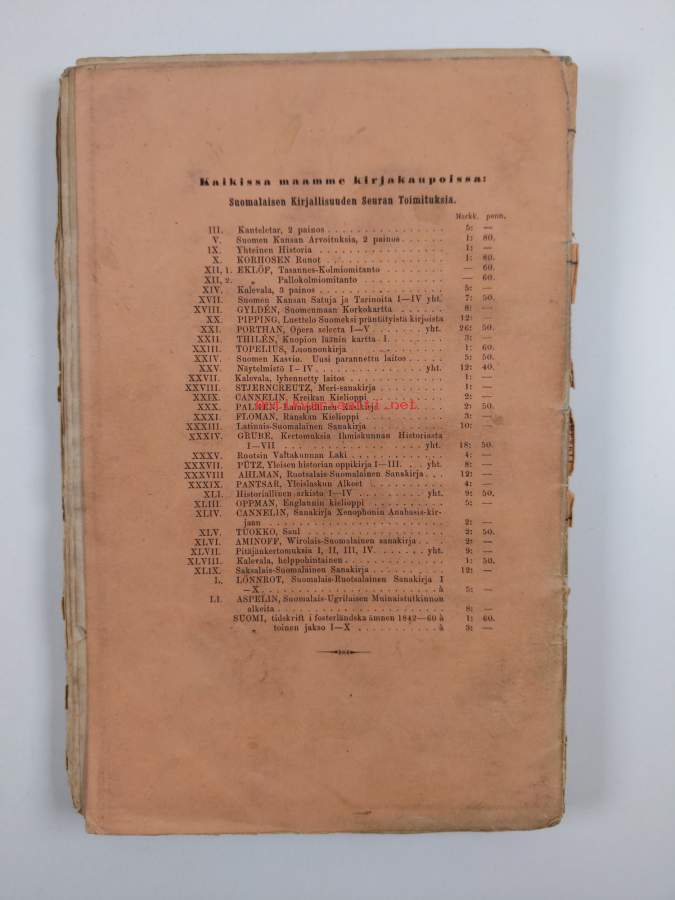 Kaikissa maamme kirjakaupoissa:
Suomalaisen Kirjallisuuden Seuran Toimituksia.
Markk. penn.
III. Kanteletar, 2 painos . . . . . . . . . . . . . . . 5: —
V. Suomen Kansan Arvoituksia, 2 painos . . . . . 1: 80.
IX. Yhteinen Historia . . . . . . . . . . . . . . . 1: —
X. KORHOSEN Runot . . . . . . . . . . . . . . . 1: 80.
XII, 1. EKLÖF, Tasannes-Kolmiomitanto . . . . . . . — 60.
XII, 2. „ Pallokolmiomitanto . . . . . . . — 60.
XIV. Kalevala, 3 painos . . . . . . . . . . . . . . . 5: —
XVII. Suomen Kansan Satuja ja Tarinoita I—IV yht. 7: 50.
XVIII. GYLDÉN, Suomenmaan Korkokartta . . . . . . 8: —
XX. PIPPING, Luettelo Suomeksi präntätyistä kirjoista 12: —
XXI. PORTHAN, Opera selecta I—V . . . . . yht. 26: 50.
XXII. THILÉN, Kuopion läänin kartta 1. . . . . . . 3: —
XXIII. TOPELIUS, Luonnonkirja . . . . . . . . . . . 1: 60.
XXIV. Suomen Kasvio. Uusi parannettu laitos . . . . 5: 50.
XXV. Näytelmistö I—IV . . . . . . . . . . . yht. 12: 40.
XXVII. Kalevala, lyhennetty laitos . . . . . . . . . . 1: —
XXVIII. STJERNCREUTZ, Meri-sanakirja . . . . . . . . 1: —
XXIX. CANNELIN, Kreikan Kielioppi . . . . . . . . 2: —
XXX. 2: 50.
XXXI. FLOMAN, Ranskan Kielioppi . . . . . . . . . 3: —
XXXIII. Latinais-Suomalainen Sanakirja . . . . . . . . 10: —
XXXIV. GRUBE, Kertomuksia Ihmiskunnan Historiasta
I—VII . . . . . . . . . . . . . . . yht. 18: 50.
XXXV. Ruotsin Valtakunnan Laki . . . . . . . . . . 4: —
XXXVII. PÜTZ, Yleisen historian oppikirja I—III. . . yht. 8: —
XXXVIII AHLMAN, Ruotsalais-Suomalainen Sanakirja . . . 12: —
XXXIX. PANTSAR, Yleislaskun Alkeet . . . . . . . . 4: —
XLI. Historiallinen arkisto I—IV . . . . . . . yht. 9: 50.
XLIII. OPPMAN, Englannin kielioppi . . . . . . . . 5: —
XLIV. CANNELIN, Sanakirja Xenophonin Anabasis-kir-
jaan . . . . . . . . . . . . . . . . . . 2: —
XLV. TUOKKO, Saul . . . . . . . . . . . . . . . 2: 50.
XLVI. AMINOFF, Wirolais-Suomalainen sanakirja . . . 2: —
XLVII. Pitäjänkertomuksia I, II, III, IV. . . . . . yht. 9: —
XLVIII. Kalevala, helppohintainen . . . . . . . . . . 1: 50.
XLIX. Saksalais-Suomalainen Sanakirja . . . . . . . 12: —
L. LÖNNROT, Suomalais-Ruotsalainen Sanakirja I
—X . . . . . . . . . . . . . . . . . . à 5: —
LI. ASPELIN, Suomalais-Ugrilaisen Muinaistutkinnon
alkeita . . . . . . . . . . . . . . . . . 8: —
SUOMI, tidskrift i fosterländska ämnen 1842—60 à 1: 60.
„ toinen jakso I—X . . . . . . . . . . à 3: —